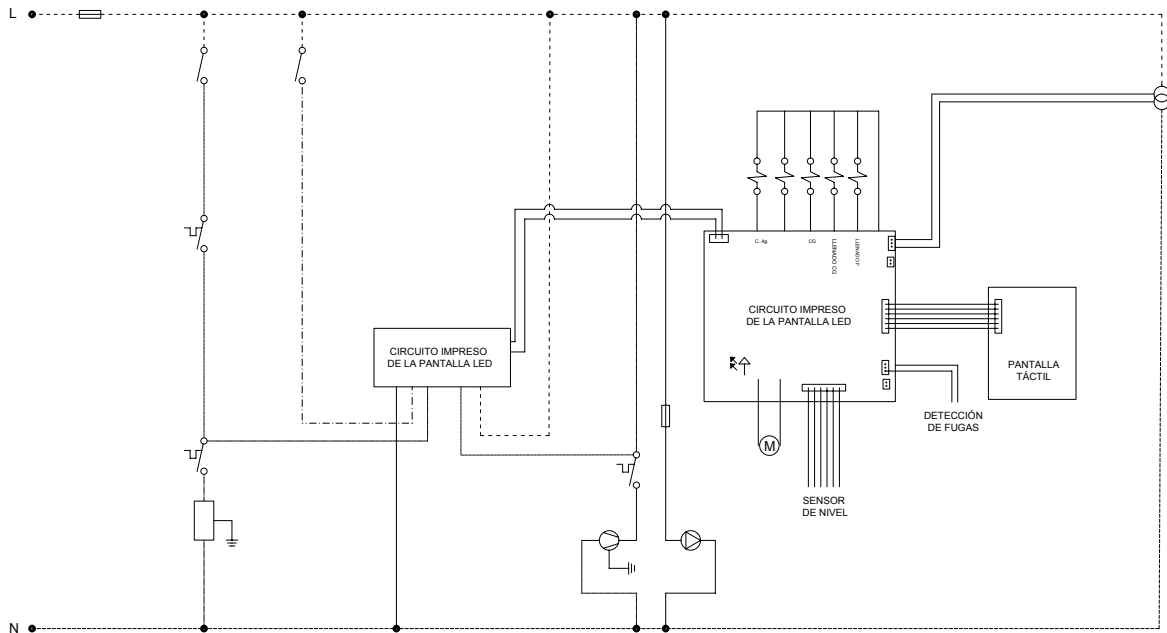 L
C. Ag.
CG
LLENADO CG
LLENADO F
CIRCUITO IMPRESO
DE LA PANTALLA LED
CIRCUITO IMPRESO
DE LA PANTALLA LED
PANTALLA
TÁCTIL
DETECCIÓN
DE FUGAS
M
SENSOR
DE NIVEL
N